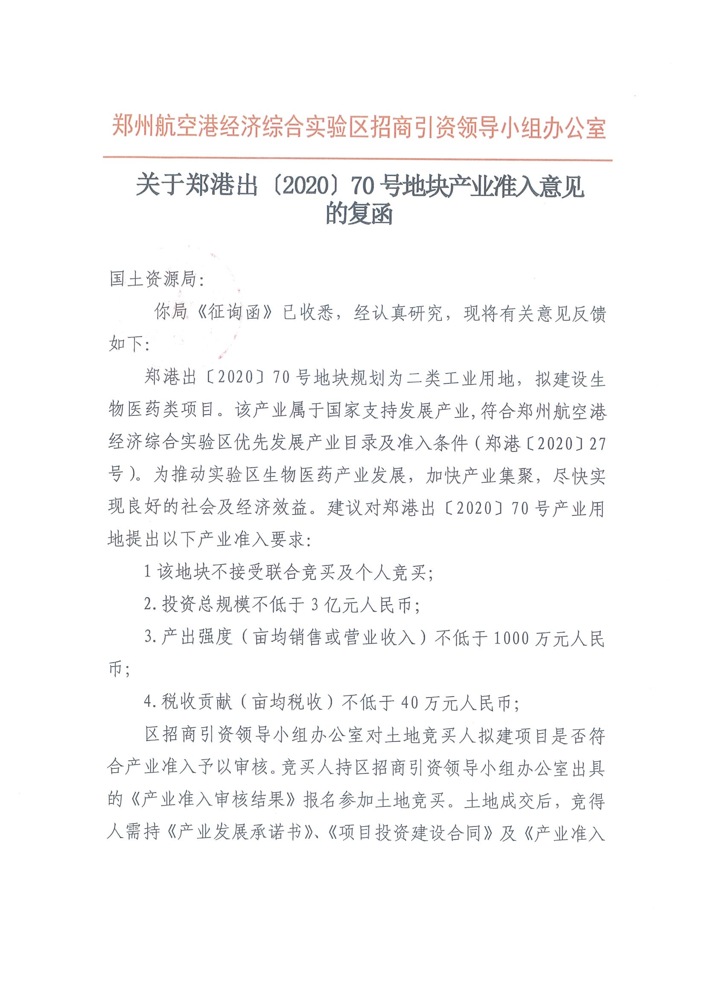 郑州航空港经济综合实验区招商引资领导小组办公室
关于郑港出〔2020〕70号地块产业准入意见
的复函
国土资源局：
你局《征询函》已收悉，经认真研究，现将有关意见反馈
如下：
郑港出〔2020〕70号地块规划为二类工业用地，拟建设生
物医药类项目。该产业属于国家支持发展产业,符合郑州航空港
经济综合实验区优先发展产业目录及准入条件（郑港〔2020〕27
号）。为推动实验区生物医药产业发展，加快产业集聚，尽快实
现良好的社会及经济效益。建议对郑港出〔2020〕70号产业用
地提出以下产业准入要求：
1该地块不接受联合竞买及个人竞买；
2.投资总规模不低于3亿元人民币；
3.产出强度（亩均销售或营业收入）不低于1000万元人民
币；
4.税收贡献（亩均税收）不低于40万元人民币；
区招商引资领导小组办公室对土地竞买人拟建项目是否符
合产业准入予以审核。竞买人持区招商引资领导小组办公室出具
的《产业准入审核结果》报名参加土地竞买。土地成交后，竞得
人需持《产业发展承诺书》、《项目投资建设合同》及《产业准入